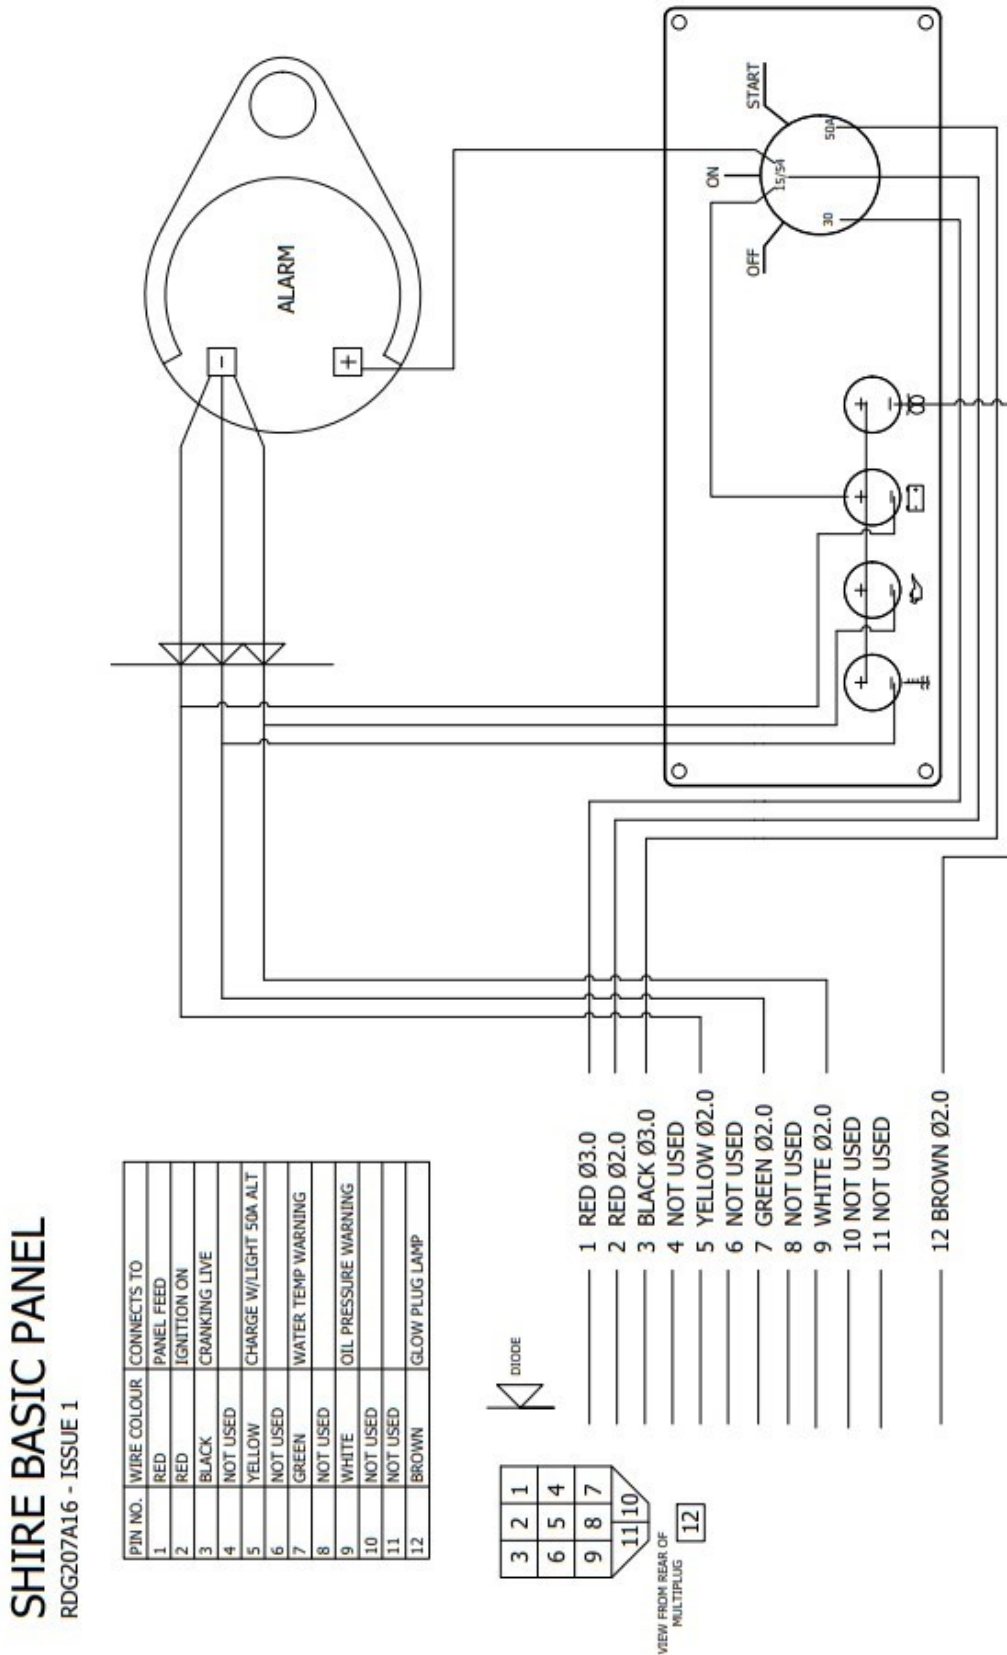 SHIRE BASIC PANEL
RDG207A16 - ISSUE 1
PIN NO. WIRE COLOUR CONNECTS TO
1 RED PANEL FEED
2 RED IGNITION ON
3 BLACK CRANKING LIVE
4 NOT USED
5 YELLOW CHARGE W/LIGHT 50A ALT
6 NOT USED
7 GREEN WATER TEMP WARNING
8 NOT USED
9 WHITE OIL PRESSURE WARNING
10 NOT USED
11 NOT USED
12 BROWN GLOW PLUG LAMP
ALARM
-
+
DIODE
3 2 1
6 5 4
9 8 7
11 10
12
VIEW FROM REAR OF
MULTIPLUG
1 RED Ø3.0
2 RED Ø2.0
3 BLACK Ø3.0
4 NOT USED
5 YELLOW Ø2.0
6 NOT USED
7 GREEN Ø2.0
8 NOT USED
9 WHITE Ø2.0
10 NOT USED
11 NOT USED
12 BROWN Ø2.0
OFF
ON
START
30
15/54
50A
+ + + +
- - - -
- +